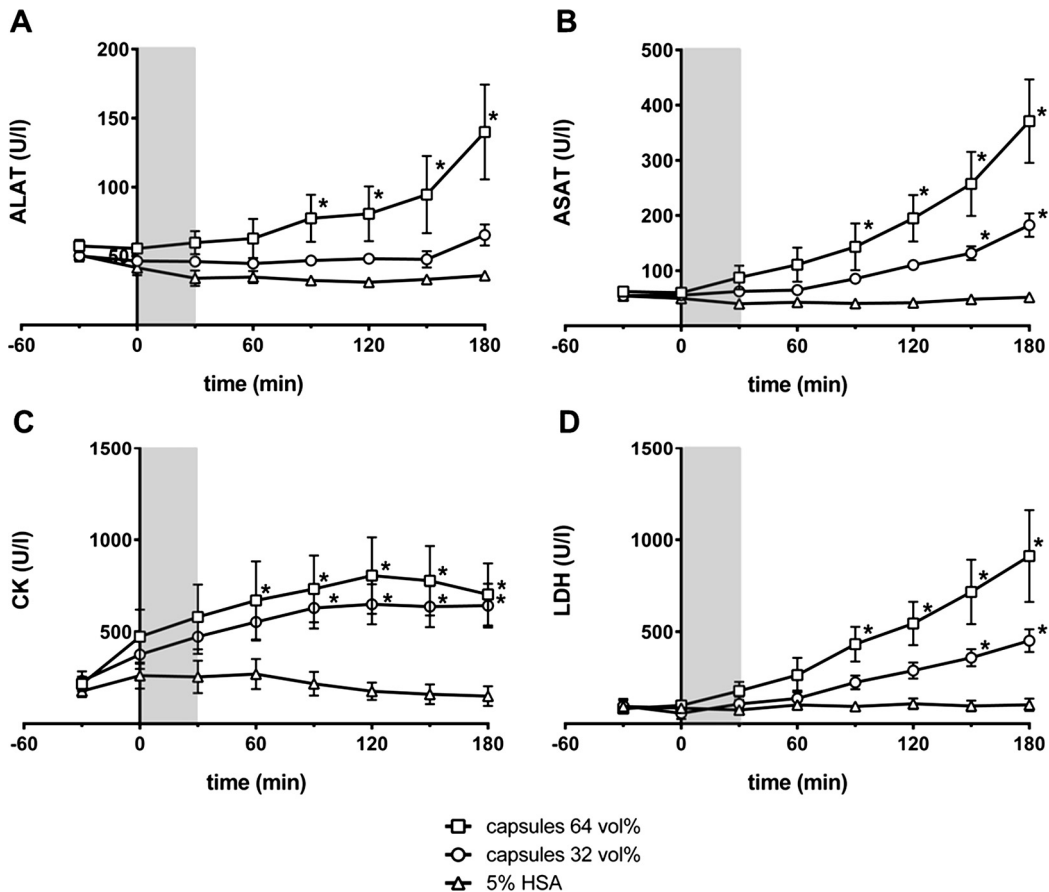 A
ALAT (U/l)
200
150
100
50
-60 0 60 120 180
time (min)
* * * * *
B
ASAT (U/l)
500
400
300
200
100
-60 0 60 120 180
time (min)
* * * *
* *
C
CK (U/l)
1500
1000
500
-60 0 60 120 180
time (min)
* * * * *
* * * *
D
LDH (U/l)
1500
1000
500
-60 0 60 120 180
time (min)
* * * *
* *
capsules 64 vol%
capsules 32 vol%
5% HSA